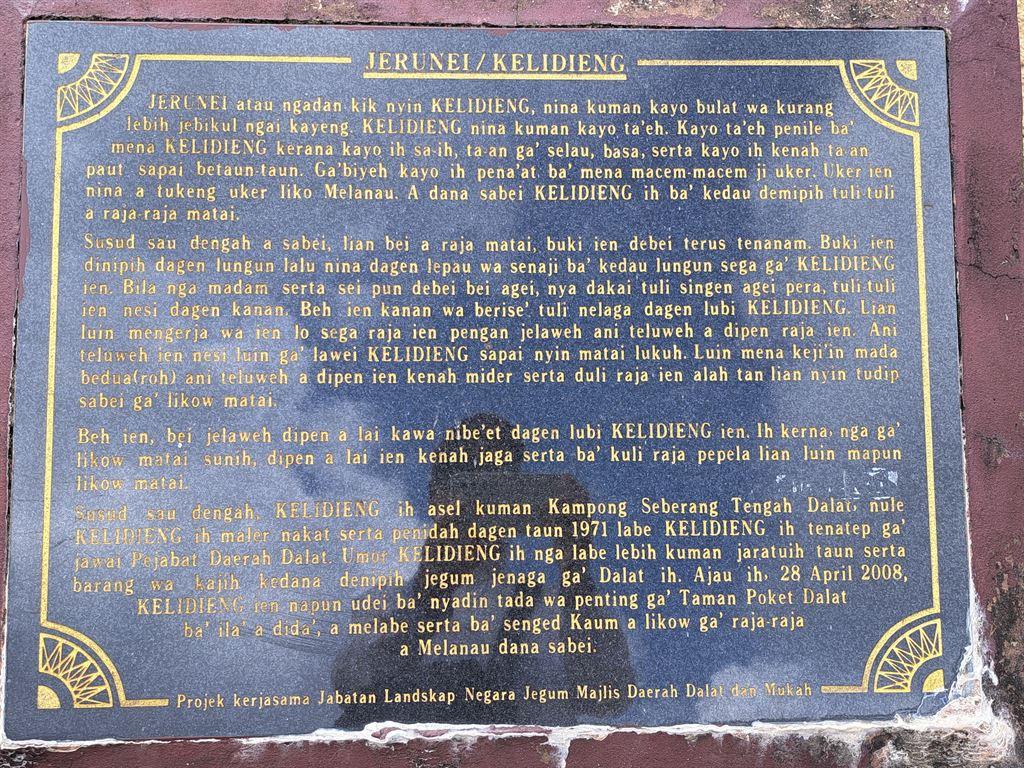 JERUNEI / KELIDIENG
JERUNEI atau ngadan kik nyin KELIDIENG, nina kuman kayo bulat wa kurang
lebih jebikul ngai kayeng. KELIDIENG nina kuman kayo ta'eh. Kayo ta'eh penile ba'
mena KELIDIENG kerana kayo ih sa-ih, ta-an ga' selau, basa, serta kayo ih kenah ta-an
paut sapai betaun-taun. Ga'biyeh kayo ih pena'at ba' mena macem-macem ji uker. Uker ien
nina a tukeng uker liko Melanau. A dana sabei KELIDIENG ih ba' kedau demipih tuli-tuli
a raja-raja matai.
Susud sau dengah a sabei, lian bei a raja matai, buki ien debei terus tenanam. Buki ien
dinipih dagen lungun lalu nina dagen lepau wa senaji ba' kedau lungun sega ga' KELIDIENG
ien. Bila nga madam serta sei pun debei bei agei, nya dakai tuli singen agei pera, tuli-tuli
ien nesi dagen kanan. Beh ien kanan wa berise' tuli nelaga dagen lubi KELIDIENG. Lian
luin mengerja wa ien lo sega raja ien pengan jelaweh ani teluweh a dipen raja ien. Ani
teluweh ien nesi luin ga' lawei KELIDIENG sapai nyin matai lukuh. Luin mena keji'in mada
bedua(roh) ani teluweh a dipen ien kenah mider serta duli raja ien alah tan lian nyin tudip
sabei ga' likow matai.
Beh ien, bei jelaweh dipen a lai kawa nibe'et dagen lubi KELIDIENG ien. Ih kerna, nga ga'
likow matai sunih, dipen a lai ien kenah jaga serta ba' kuli raja pepela lian luin mapun
likow matai.
Susud sau dengah, KELIDIENG ih asel kuman Kampong Seberang Tengah Dalat, nule
KELIDIENG ih maler nakat serta penidah dagen taun 1971 labe KELIDIENG ih tenatep ga'
jawai Pejabat Daerah Dalat. Umor KELIDIENG ih nga labe lebih kuman jaratuih taun serta
barang wa kajih kedana denipih jegum jenaga ga' Dalat ih. Ajau ih, 28 April 2008,
KELIDIENG ien napun udei ba' nyadin tada wa penting ga' Taman Poket Dalat
ba' ila' a dida', a melabe serta ba' senged Kaum a likow ga' raja-raja
a Melanau dana sabei.
Projek kerjasama Jabatan Landskap Negara Jegum Majlis Daerah Dalat dan Mukah